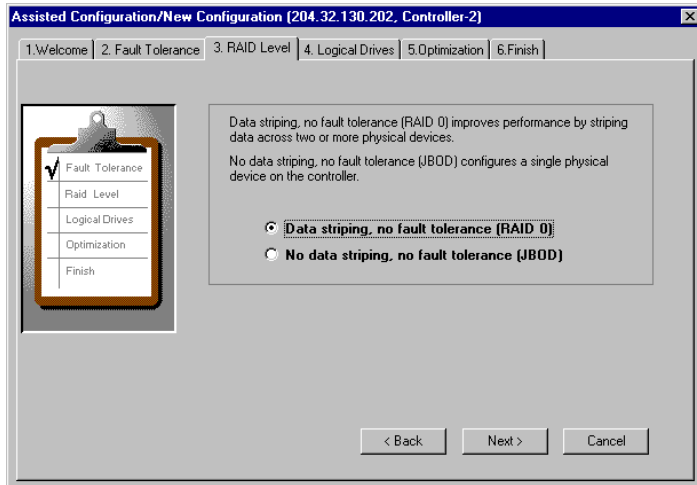 Assisted Configuration/New Configuration (204.32.130.202, Controller-2)
1.Welcome 2. Fault Tolerance 3. RAID Level 4. Logical Drives 5.Optimization 6.Finish
Fault Tolerance
Raid Level
Logical Drives
Optimization
Finish
Data striping, no fault tolerance (RAID 0) improves performance by striping
data across two or more physical devices.
No data striping, no fault tolerance (JBOD) configures a single physical
device on the controller.
Data striping, no fault tolerance (RAID 0)
No data striping, no fault tolerance (JBOD)
< Back Next > Cancel